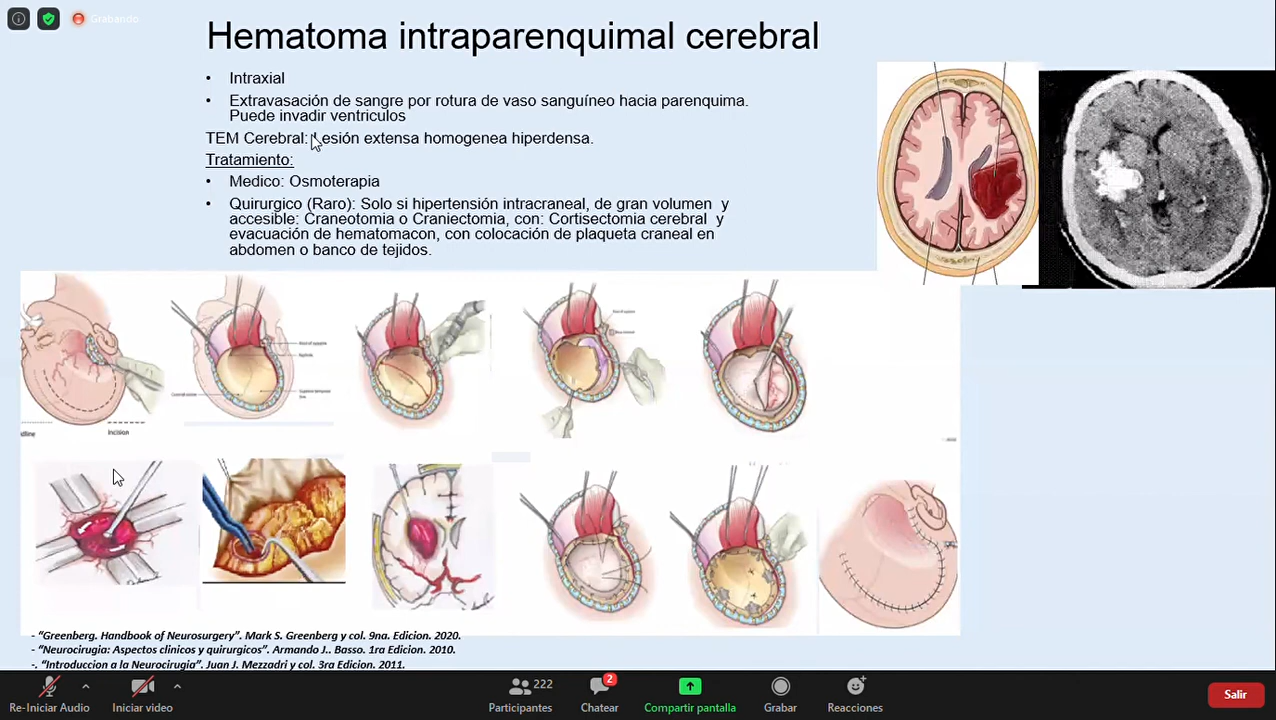 Grabando
Hematoma intraparenquimal cerebral
• Intraxial
• Extravasación de sangre por rotura de vaso sanguíneo hacia parenquima.
Puede invadir ventriculos
TEM Cerebral: Lesión extensa homogenea hiperdensa.
Tratamiento:
• Medico: Osmoterapia
• Quirurgico (Raro): Solo si hipertensión intracraneal, de gran volumen y
accesible: Craneotomia o Craniectomia, con: Cortisectomia cerebral y
evacuación de hematomacon, con colocación de plaqueta craneal en
abdomen o banco de tejidos.
Incision
- “Greenberg. Handbook of Neurosurgery”. Mark S. Greenberg y col. 9na. Edicion. 2020.
- “Neurocirugia: Aspectos clinicos y quirurgicos”. Armando J.. Basso. 1ra Edicion. 2010.
-. “Introduccion a la Neurocirugia”. Juan J. Mezzadri y col. 3ra Edicion. 2011.
222
2
Re-Iniciar Audio
Iniciar video
Participantes
Chatear
Compartir pantalla
Grabar
Reacciones
Salir